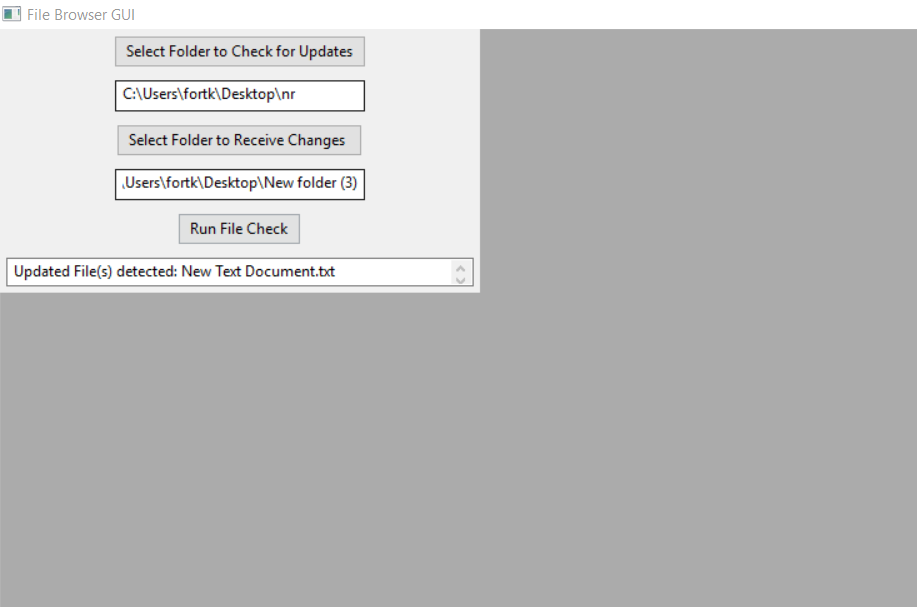 File Browser GUI
Select Folder to Check for Updates
C:\Users\fortk\Desktop\nr
Select Folder to Receive Changes
\Users\fortk\Desktop\New folder (3)
Run File Check
Updated File(s) detected: New Text Document.txt